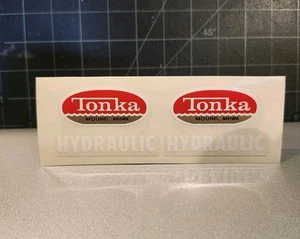 45°
Tonka
MOUND, MINN
HYDRAULIC
Tonka
MOUND, MINN
HYDRAULIC